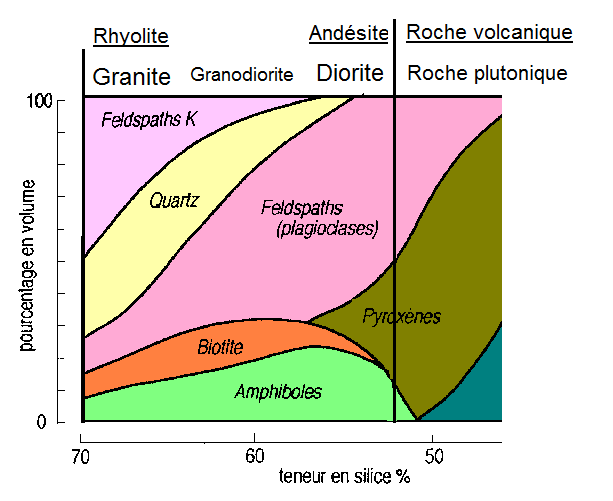 Rhyolite Andésite Roche volcanique
Granite Granodiorite Diorite Roche plutonique
100
Feldspaths K
Quartz
Feldspaths
(plagioclases)
pourcentage en volume
Pyroxènes
Biotite
Amphiboles
0
70 60 50
teneur en silice %